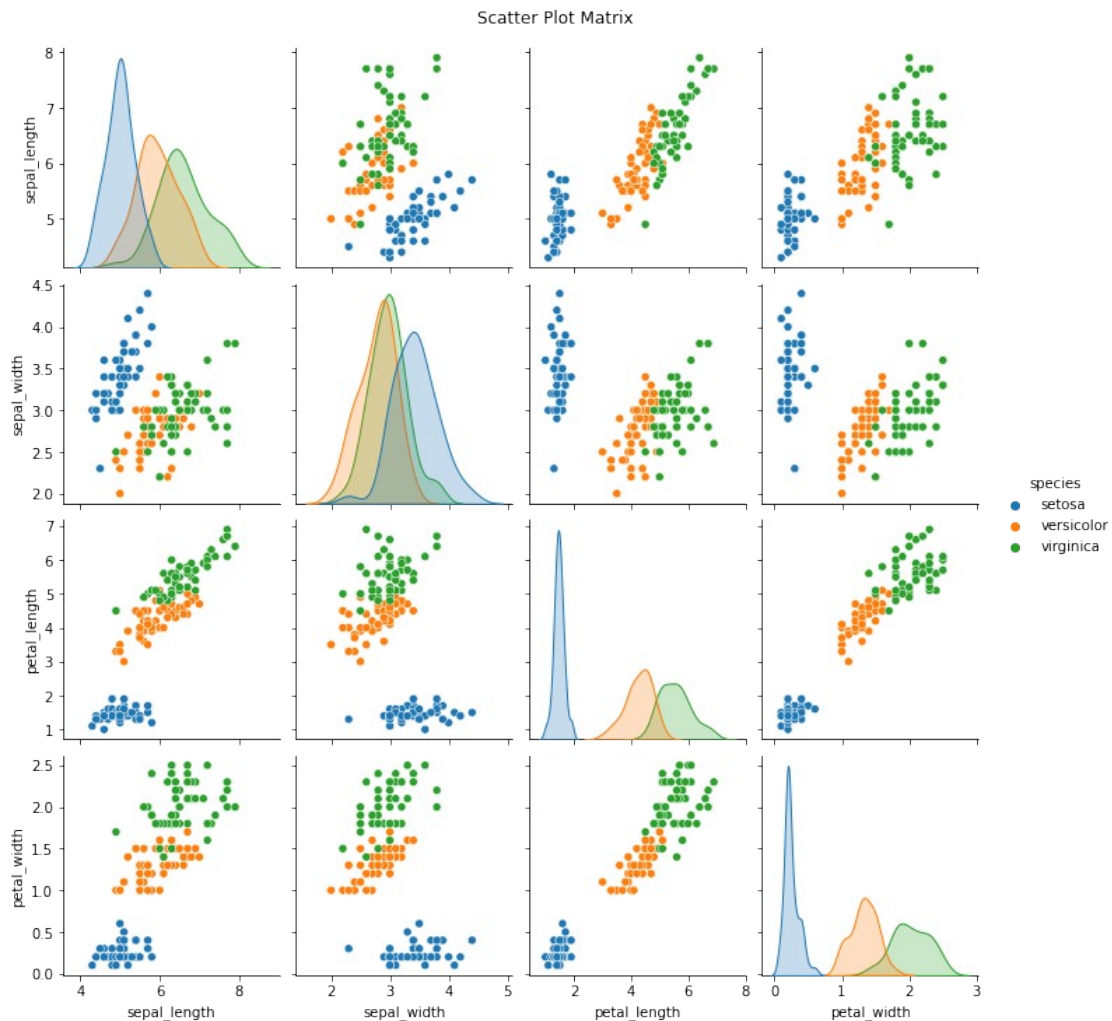 Scatter Plot Matrix
8
7
6
5
sepal_length
4.5
4.0
3.5
3.0
2.5
2.0
sepal_width
species
setosa
versicolor
virginica
7
6
5
4
3
2
1
petal_length
2.5
2.0
1.5
1.0
0.5
0.0
petal_width
4 6 8
2 3 4 5
2 4 6 8
0 1 2 3
sepal_length sepal_width petal_length petal_width